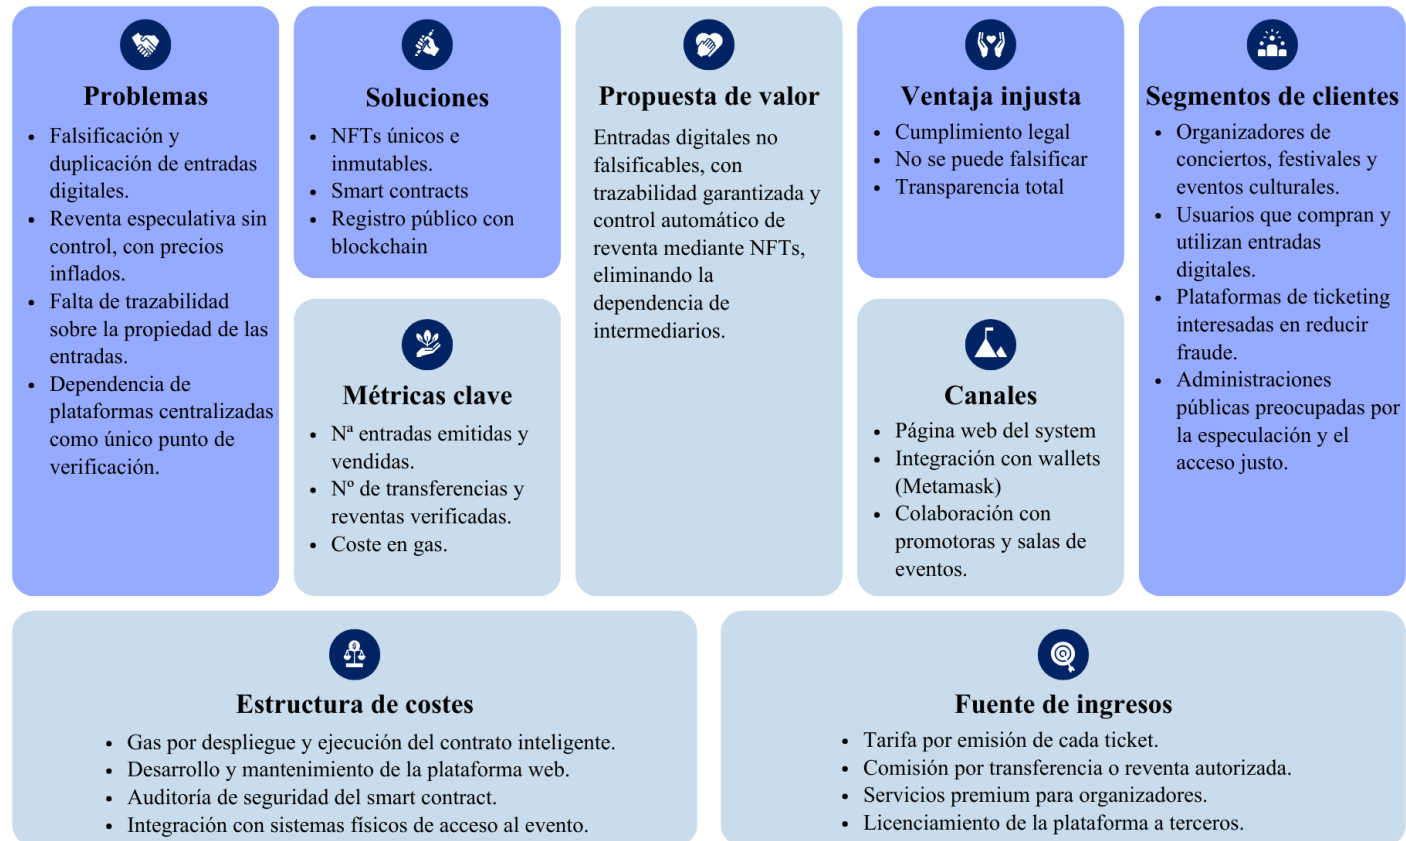 Problemas
Falsificación y
duplicación de entradas
digitales.
Reventa especulativa sin
control, con precios
inflados.
Falta de trazabilidad
sobre la propiedad de las
entradas.
Dependencia de
plataformas centralizadas
como único punto de
verificación.
Soluciones
NFTs únicos e
inmutables.
Smart contracts
Registro público con
blockchain
Métricas clave
Nª entradas emitidas y
vendidas.
Nº de transferencias y
reventas verificadas.
Coste en gas.
Propuesta de valor
Entradas digitales no
falsificables, con
trazabilidad garantizada y
control automático de
reventa mediante NFTs,
eliminando la
dependencia de
intermediarios.
Ventaja injusta
Cumplimiento legal
No se puede falsificar
Transparencia total
Canales
Página web del system
Integración con wallets
(Metamask)
Colaboración con
promotoras y salas de
eventos.
Segmentos de clientes
Organizadores de
conciertos, festivales y
eventos culturales.
Usuarios que compran y
utilizan entradas
digitales.
Plataformas de ticketing
interesadas en reducir
fraude.
Administraciones
públicas preocupadas por
la especulación y el
acceso justo.
Estructura de costes
Gas por despliegue y ejecución del contrato inteligente.
Desarrollo y mantenimiento de la plataforma web.
Auditoría de seguridad del smart contract.
Integración con sistemas físicos de acceso al evento.
Fuente de ingresos
Tarifa por emisión de cada ticket.
Comisión por transferencia o reventa autorizada.
Servicios premium para organizadores.
Licenciamiento de la plataforma a terceros.